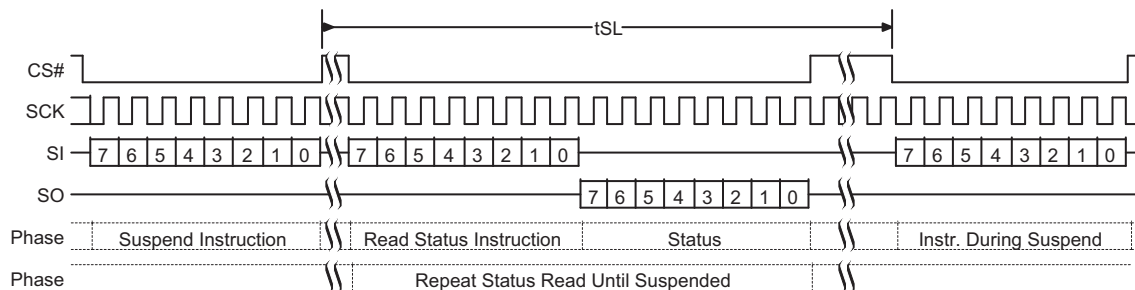 tSL
CS#
SCK
SI 7 6 5 4 3 2 1 0 7 6 5 4 3 2 1 0 7 6 5 4 3 2 1 0
SO 7 6 5 4 3 2 1 0
Phase Suspend Instruction Read Status Instruction Status Instr. During Suspend
Phase Repeat Status Read Until Suspended